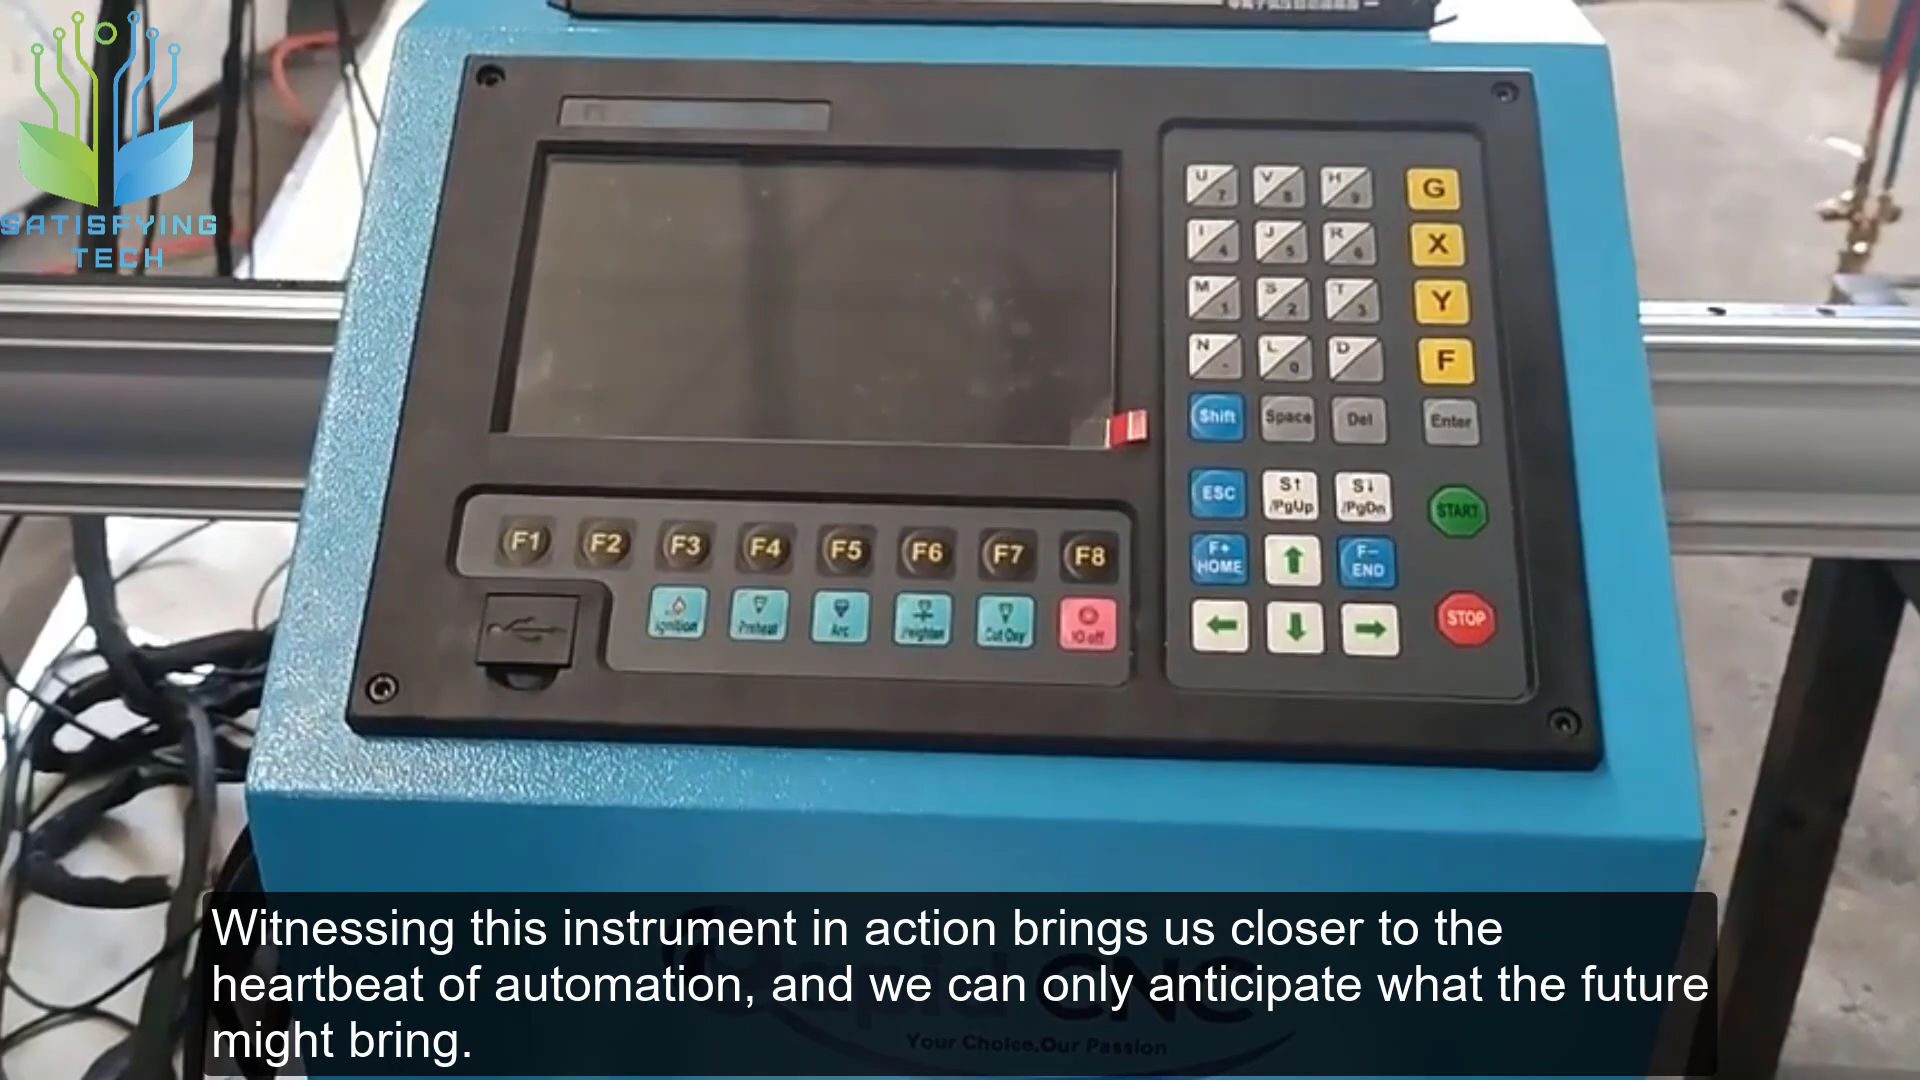 SATISFYING
TECH
U 7 V 8 H 9 G
I 4 J 5 R 6 X
M 1 S 2 T 3 Y
N - L 0 D F
Shift Space Del Enter
ESC S↑/PgUp S↓/PgDn START
F+ HOME ↑ F- END
← ↓ → STOP
F1 F2 F3 F4 F5 F6 F7 F8
Ignition Preheat Arc Heighten Cut Oxy IO off
Witnessing this instrument in action brings us closer to the
heartbeat of automation, and we can only anticipate what the future
might bring.
Rapid CNC
Your Choice,Our Passion